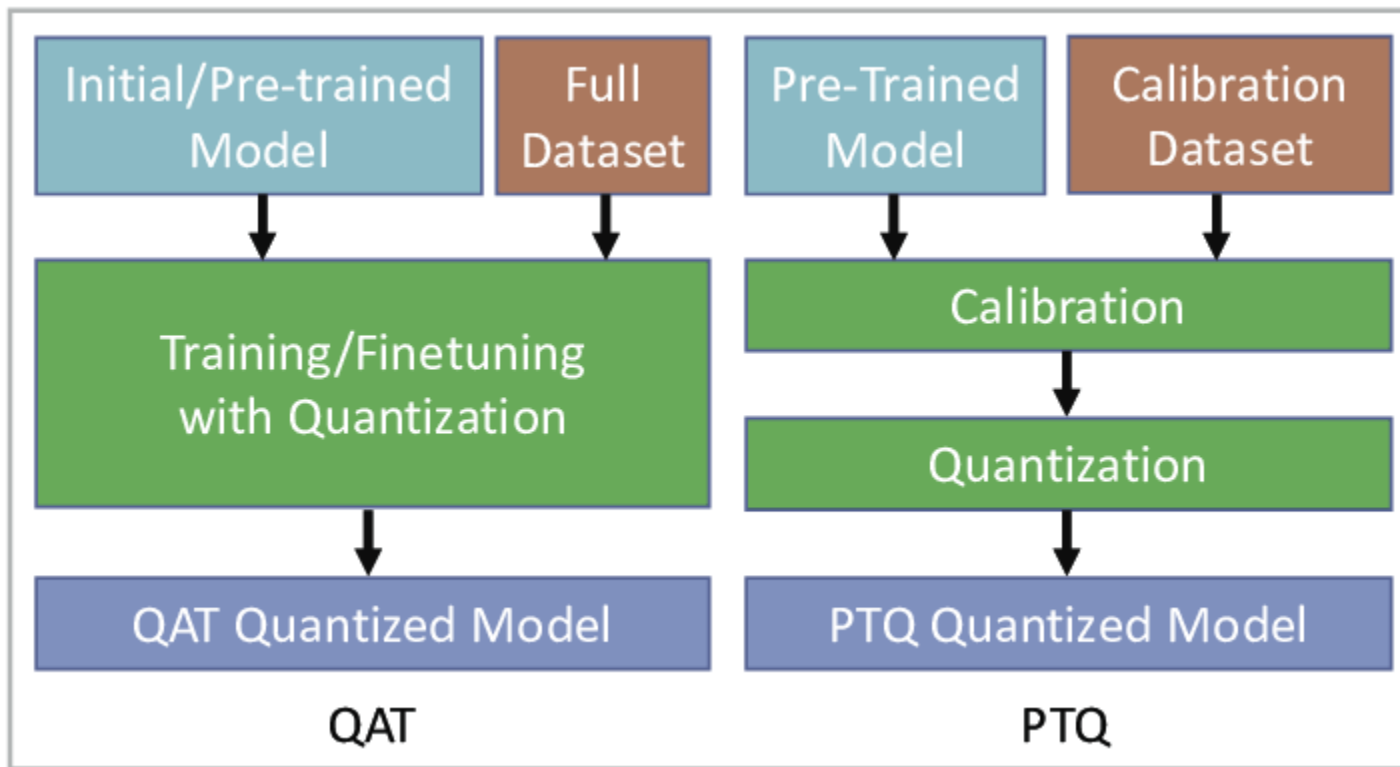 Initial/Pre-trained
Model
Full
Dataset
Training/Finetuning
with Quantization
QAT Quantized Model
QAT
Pre-Trained
Model
Calibration
Dataset
Calibration
Quantization
PTQ Quantized Model
PTQ